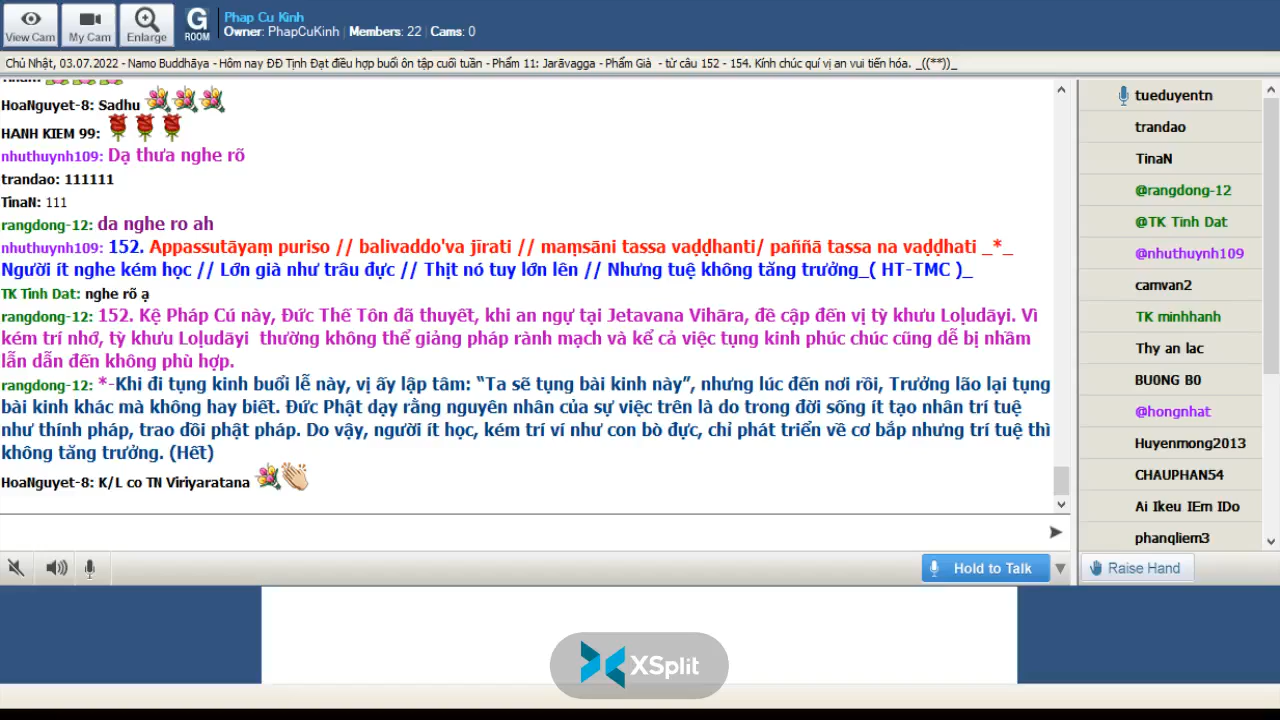 View Cam
My Cam
Enlarge
G
ROOM
Phap Cu Kinh
Owner: PhapCuKinh | Members: 22 | Cams: 0
Chủ Nhật, 03.07.2022 - Namo Buddhāya - Hôm nay ĐĐ Tịnh Đạt điều hợp buổi ôn tập cuối tuần - Phẩm 11: Jarāvagga - Phẩm Già - từ câu 152 - 154. Kính chúc quí vị an vui tiến hóa. _((**))_
HoaNguyet-8: Sadhu
HANH KIEM 99:
nhuthuynh109: Dạ thưa nghe rõ
trandao: 111111
TinaN: 111
rangdong-12: da nghe ro ah
nhuthuynh109: 152. Appassutāyaṃ puriso // balivaddo'va jīrati // maṃsāni tassa vaḍḍhanti/ paññā tassa na vaḍḍhati _*_
Người ít nghe kém học // Lớn già như trâu đực // Thịt nó tuy lớn lên // Nhưng tuệ không tăng trưởng_( HT-TMC )_
TK Tinh Dat: nghe rõ ạ
rangdong-12: 152. Kệ Pháp Cú này, Đức Thế Tôn đã thuyết, khi an ngự tại Jetavana Vihāra, đề cập đến vị tỳ khưu Loḷudāyi. Vì
kém trí nhớ, tỳ khưu Loḷudāyi thường không thể giảng pháp rành mạch và kể cả việc tụng kinh phúc chúc cũng dễ bị nhầm
lẫn dẫn đến không phù hợp.
rangdong-12: *-Khi đi tụng kinh buổi lễ này, vị ấy lập tâm: “Ta sẽ tụng bài kinh này”, nhưng lúc đến nơi rồi, Trưởng lão lại tụng
bài kinh khác mà không hay biết. Đức Phật dạy rằng nguyên nhân của sự việc trên là do trong đời sống ít tạo nhân trí tuệ
như thính pháp, trao dồi phật pháp. Do vậy, người ít học, kém trí ví như con bò đực, chỉ phát triển về cơ bắp nhưng trí tuệ thì
không tăng trưởng. (Hết)
HoaNguyet-8: K/L co TN Viriyaratana
Hold to Talk
tueduyentn
trandao
TinaN
@rangdong-12
@TK Tinh Dat
@nhuthuynh109
camvan2
TK minhhanh
Thy an lac
BU0NG B0
@hongnhat
Huyenmong2013
CHAUPHAN54
Ai Ikeu IEm IDo
phanqliem3
Raise Hand
XSplit